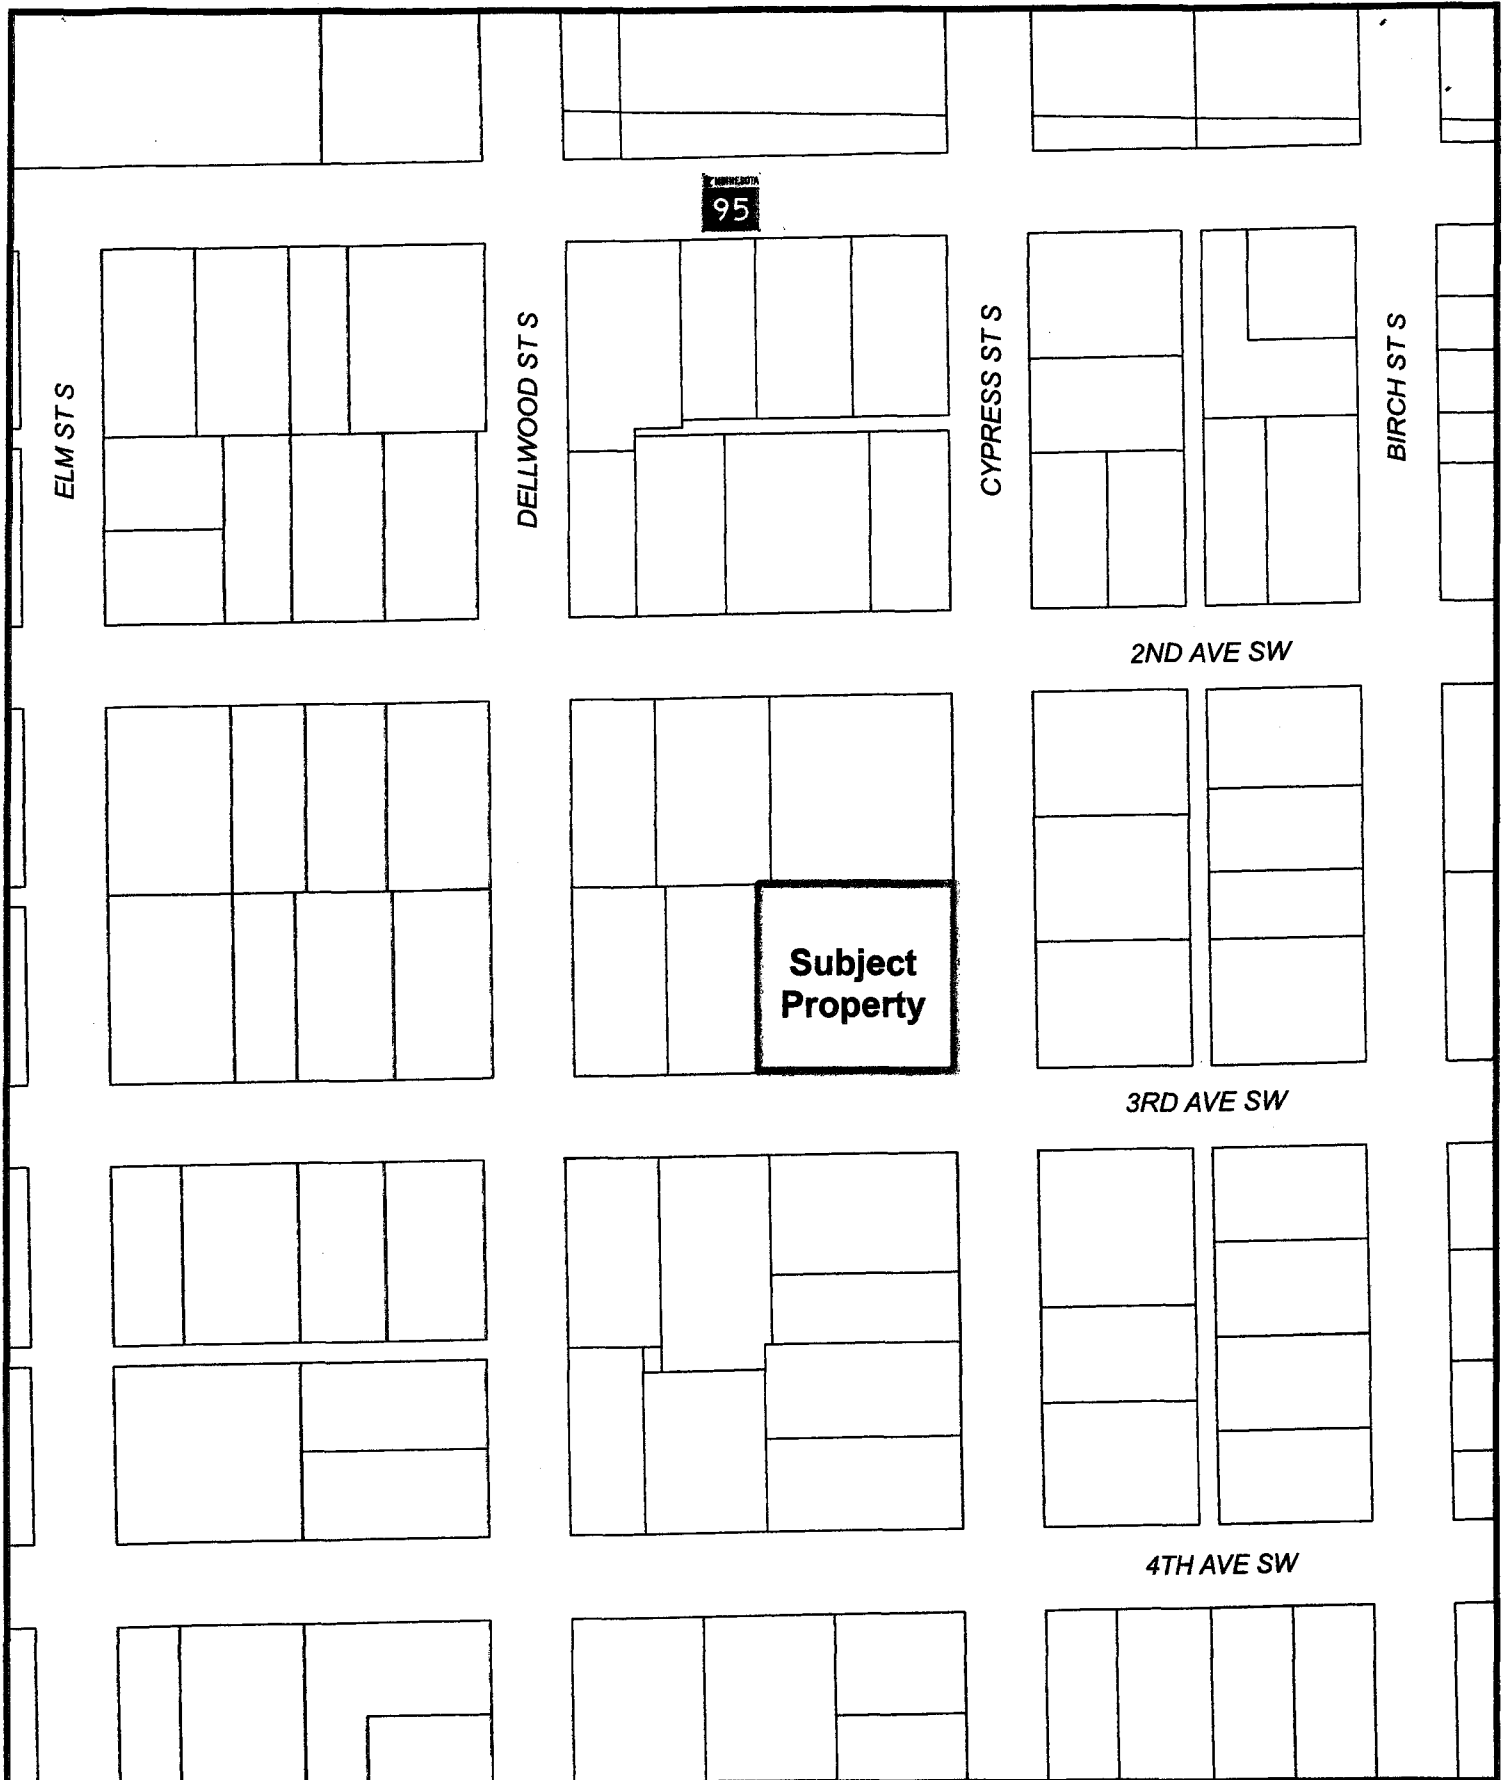 MINNESOTA
95
ELM ST S
DELLWOOD ST S
CYPRESS ST S
BIRCH ST S
2ND AVE SW
Subject
Property
3RD AVE SW
4TH AVE SW